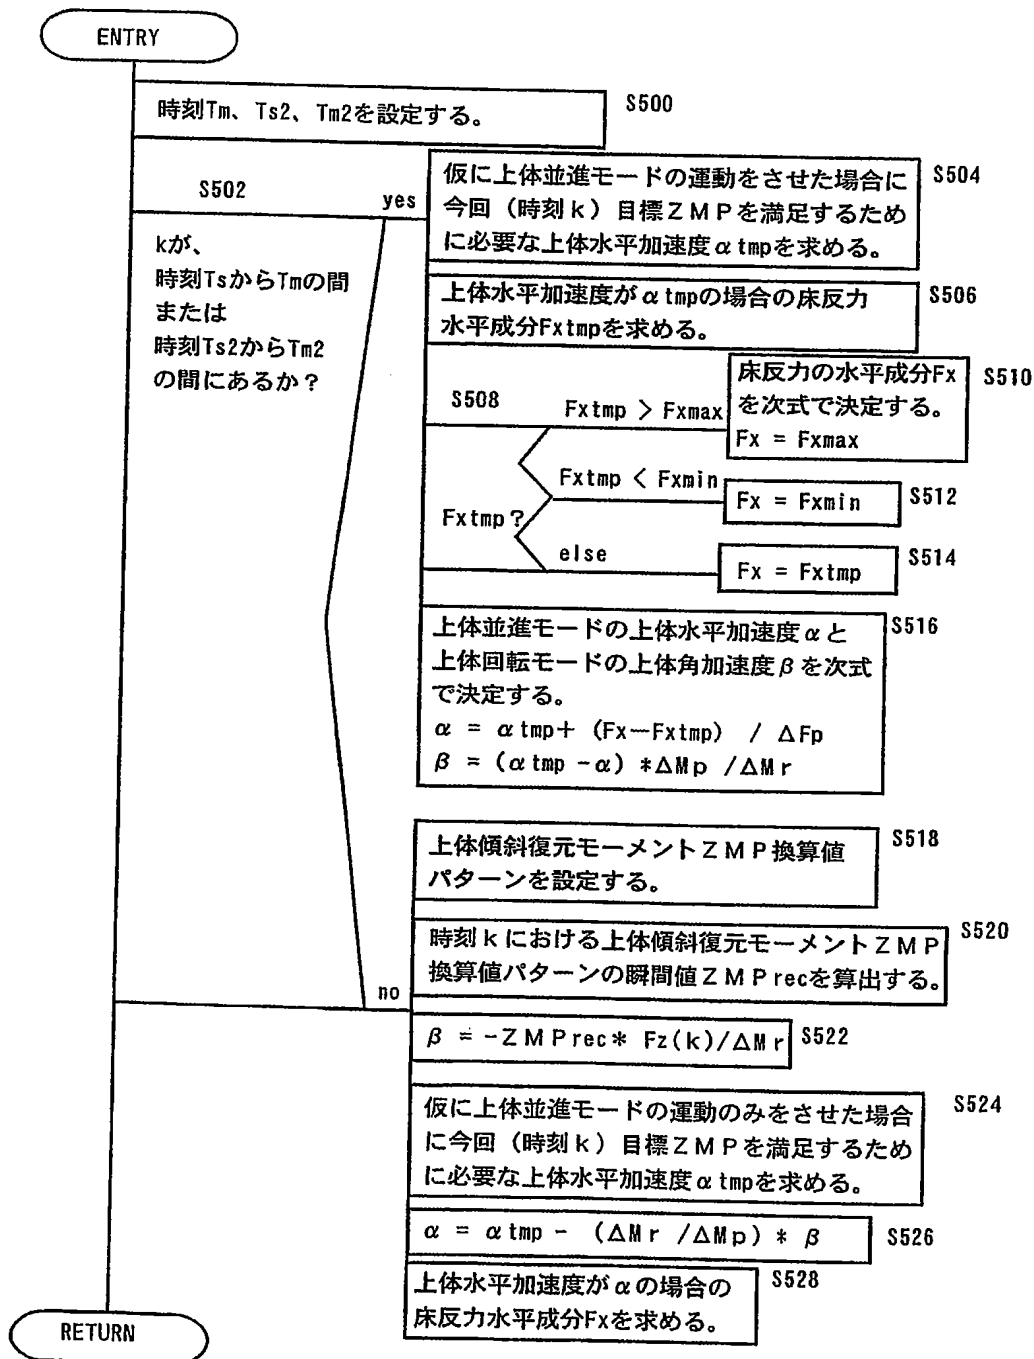 ENTRY
時刻Tm、Ts2、Tm2を設定する。
S500
S502
yes
kが、
時刻TsからTmの間
または
時刻Ts2からTm2
の間にあるか？
仮に上体並進モードの運動をさせた場合に
今回（時刻ｋ）目標ＺＭＰを満足するため
に必要な上体水平加速度αtmpを求める。
S504
上体水平加速度がαtmpの場合の床反力
水平成分Fxtmpを求める。
S506
S508
Fxtmp？
Fxtmp > Fxmax
床反力の水平成分Fx
を次式で決定する。
Fx = Fxmax
S510
Fxtmp < Fxmin
Fx = Fxmin
S512
else
Fx = Fxtmp
S514
上体並進モードの上体水平加速度αと
上体回転モードの上体角加速度βを次式
で決定する。
α = αtmp+ (Fx－Fxtmp) / ΔFp
β = (αtmp -α) *ΔMp /ΔMr
S516
no
上体傾斜復元モーメントＺＭＰ換算値
パターンを設定する。
S518
時刻ｋにおける上体傾斜復元モーメントＺＭＰ
換算値パターンの瞬間値ＺＭＰrecを算出する。
S520
β = -ＺＭＰrec* Fz(k)/ΔMr
S522
仮に上体並進モードの運動のみをさせた場合
に今回（時刻ｋ）目標ＺＭＰを満足するため
に必要な上体水平加速度αtmpを求める。
S524
α = αtmp - (ΔMr /ΔMp) * β
S526
上体水平加速度がαの場合の
床反力水平成分Fxを求める。
S528
RETURN